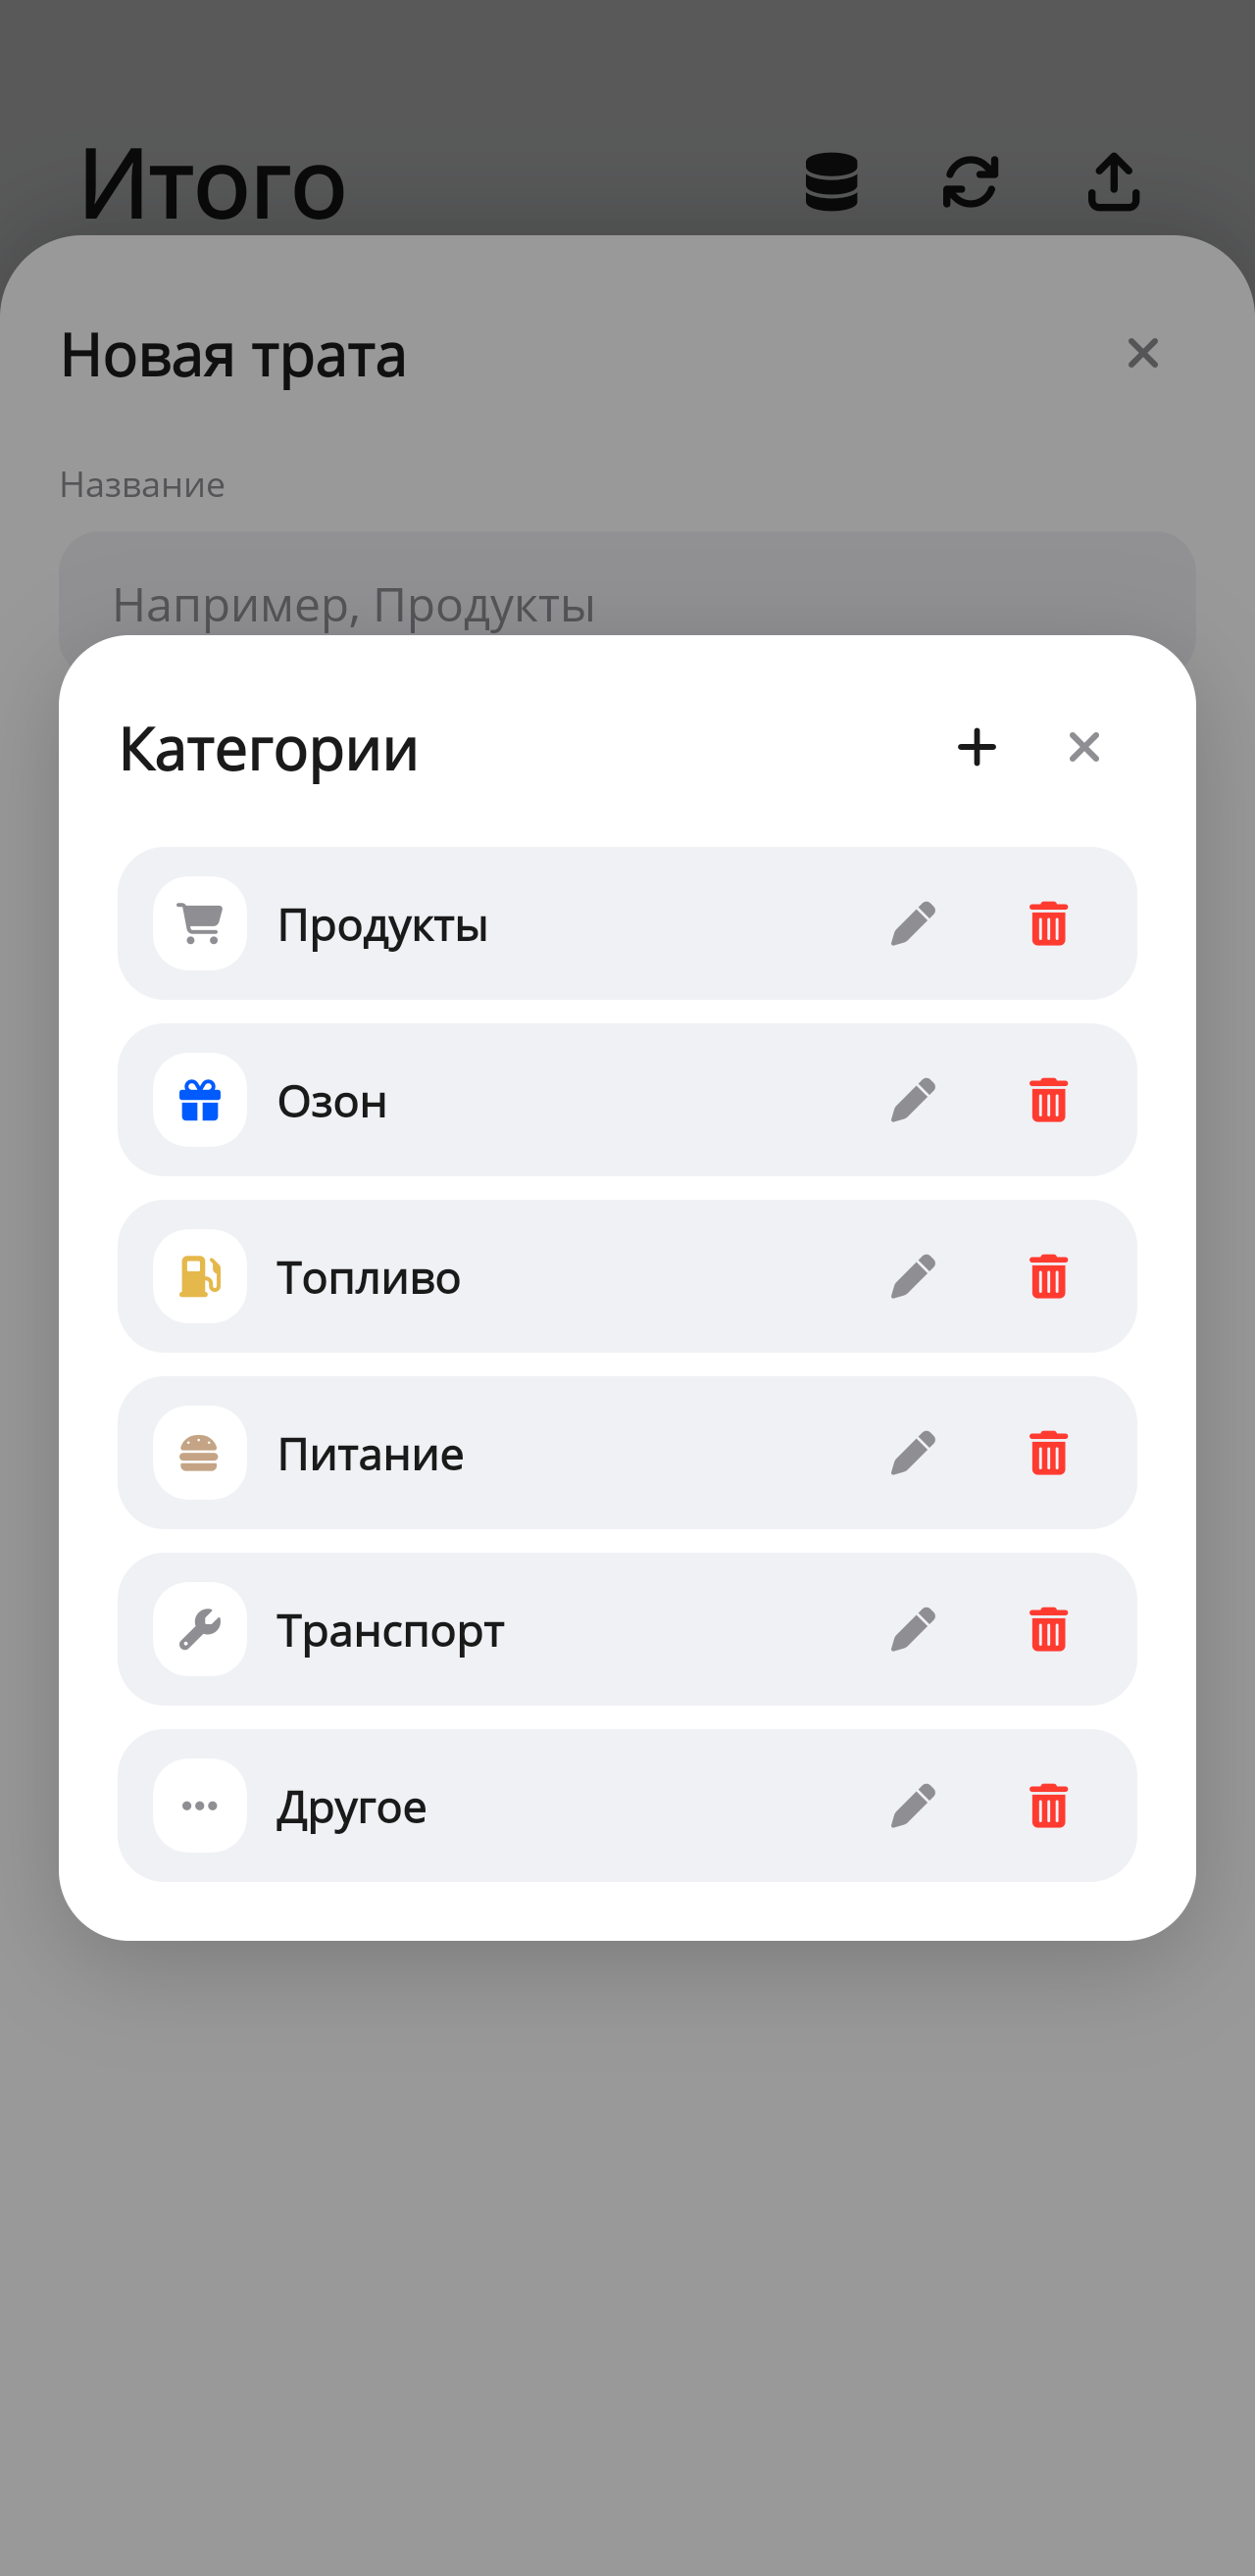 Итого
Новая трата
Название
Например, Продукты
Категории
Продукты
Озон
Топливо
Питание
Транспорт
Другое